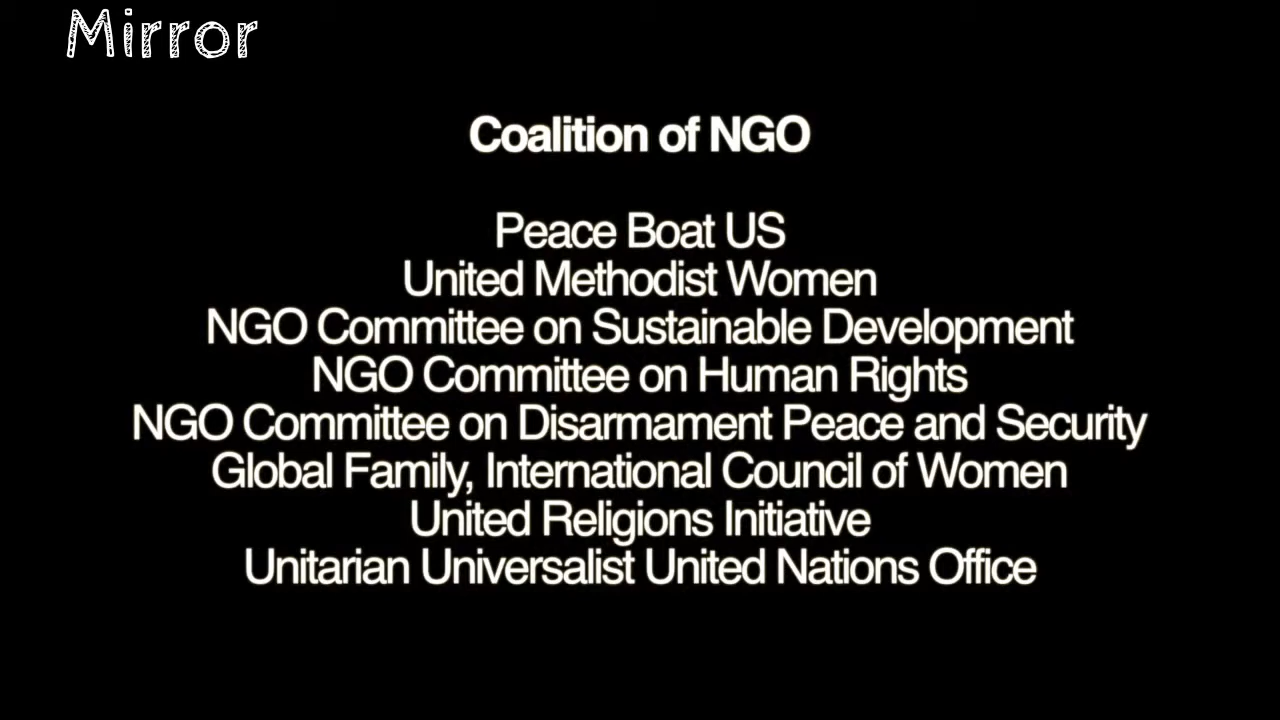 Mirror
Coalition of NGO
Peace Boat US
United Methodist Women
NGO Committee on Sustainable Development
NGO Committee on Human Rights
NGO Committee on Disarmament Peace and Security
Global Family, International Council of Women
United Religions Initiative
Unitarian Universalist United Nations Office